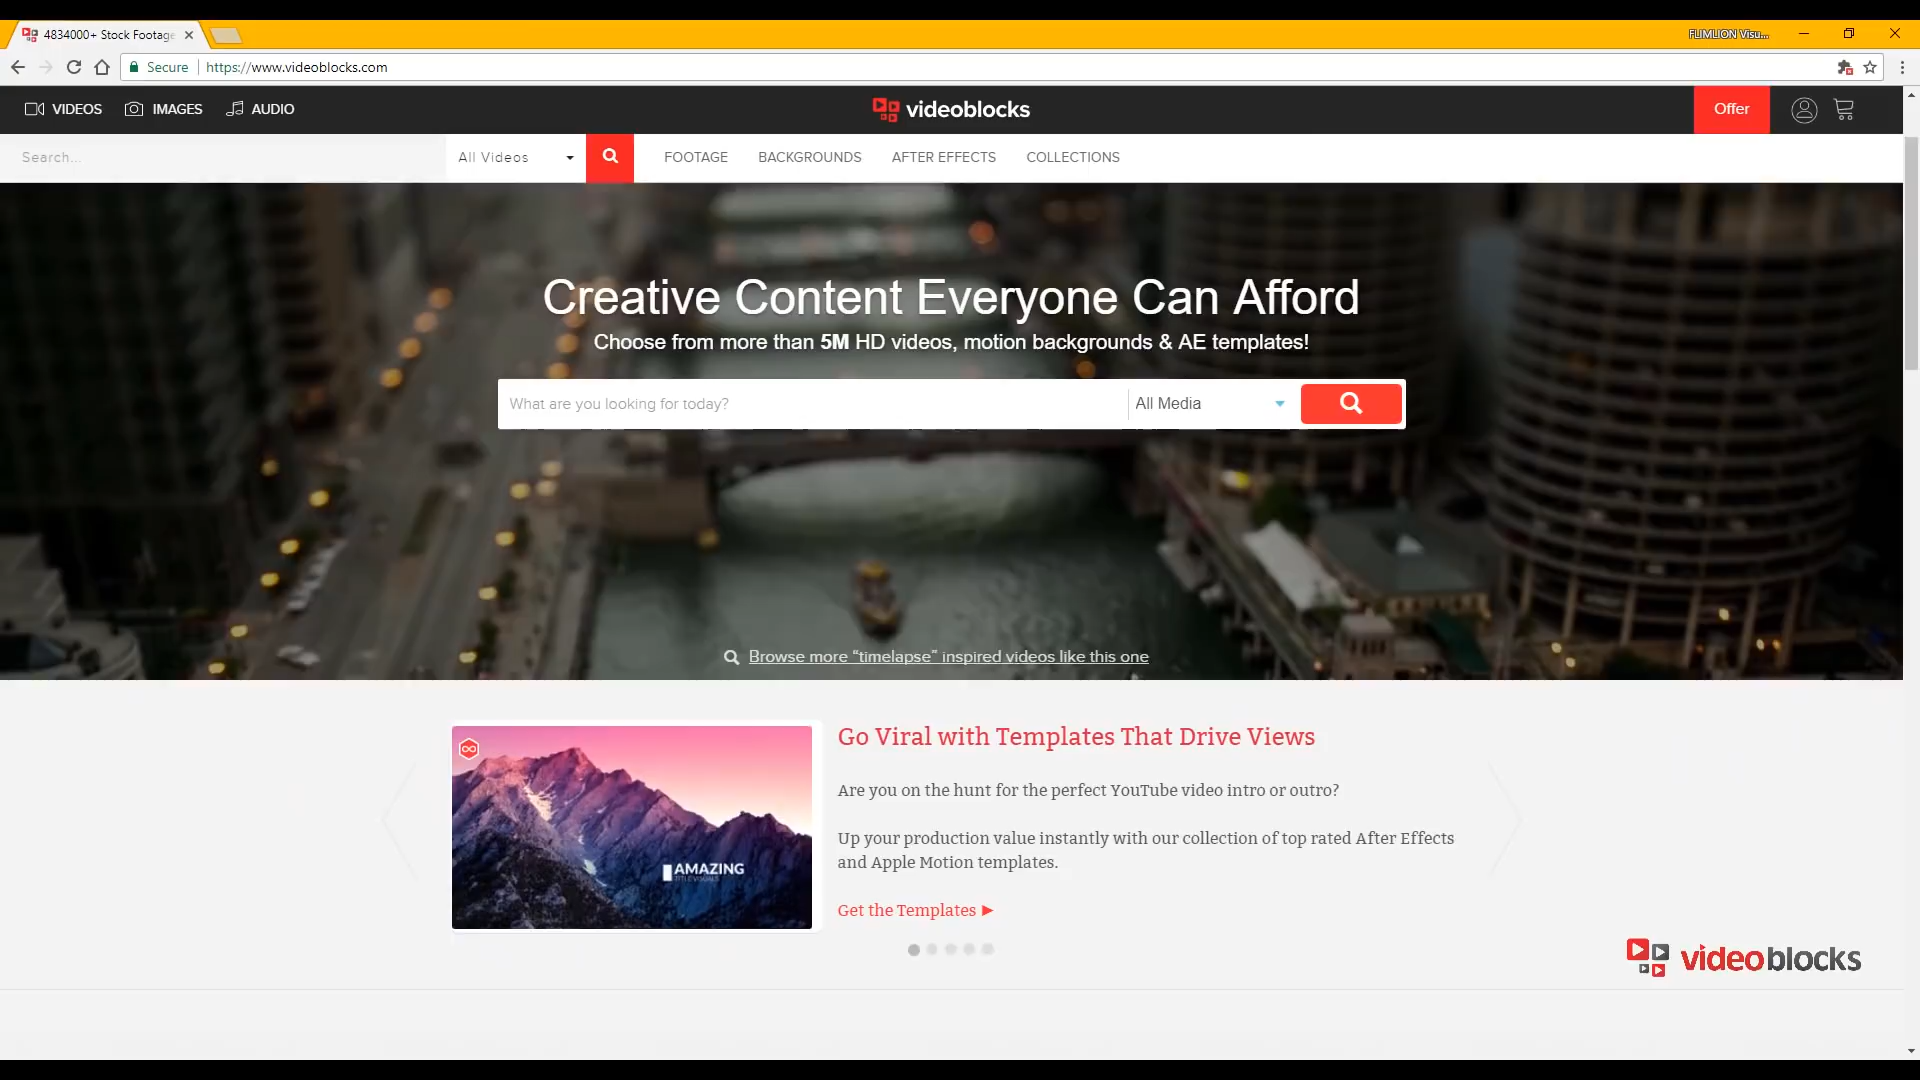 4834000+ Stock Footage
FLIMLION Visu...
Secure
https://www.videoblocks.com
VIDEOS
IMAGES
AUDIO
videoblocks
Offer
Search...
All Videos
FOOTAGE
BACKGROUNDS
AFTER EFFECTS
COLLECTIONS
Creative Content Everyone Can Afford
Choose from more than 5M HD videos, motion backgrounds & AE templates!
What are you looking for today?
All Media
Browse more “timelapse” inspired videos like this one
AMAZING
Go Viral with Templates That Drive Views
Are you on the hunt for the perfect YouTube video intro or outro?
Up your production value instantly with our collection of top rated After Effects
and Apple Motion templates.
Get the Templates ►
videoblocks